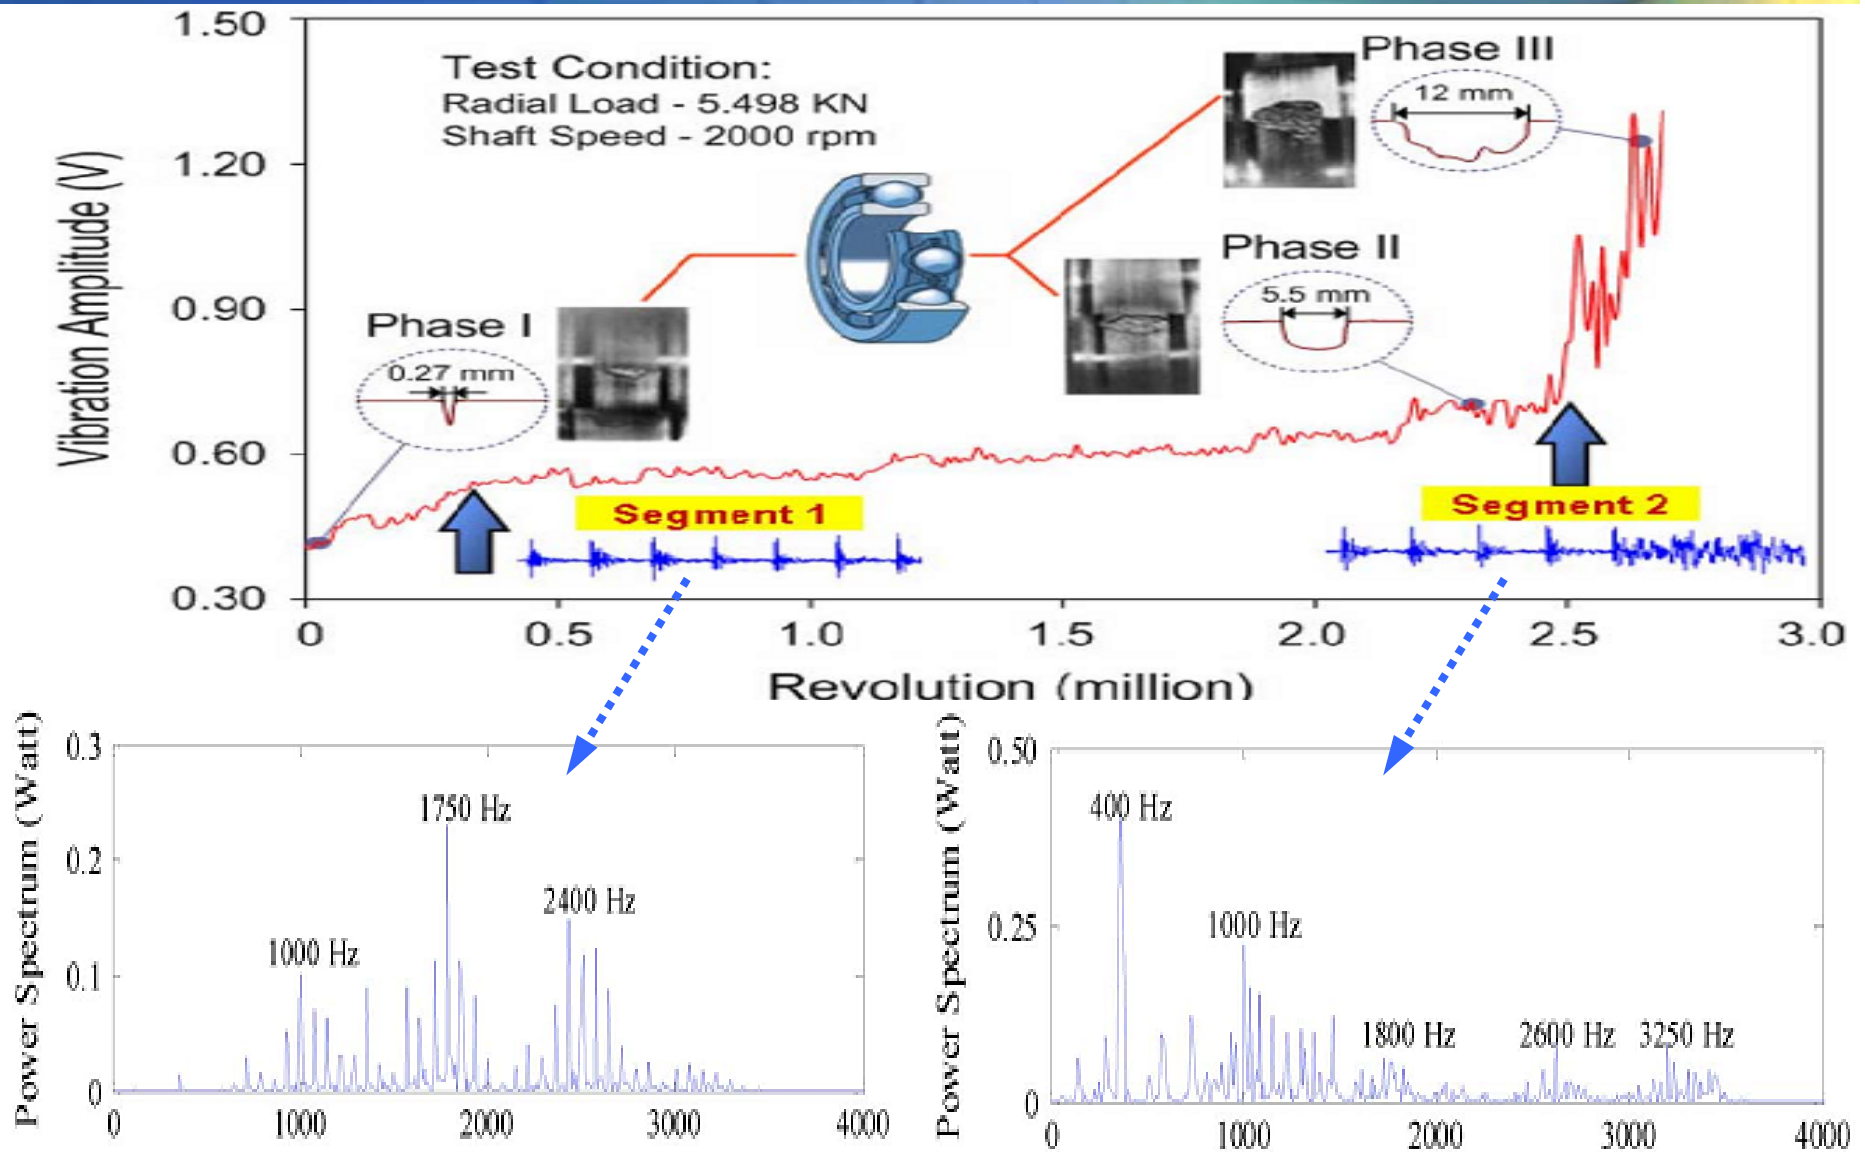 1.50
1.20
0.90
0.60
0.30
Vibration Amplitude (V)
Test Condition:
Radial Load - 5.498 KN
Shaft Speed - 2000 rpm
Phase I
0.27 mm
Phase II
5.5 mm
Phase III
12 mm
Segment 1
Segment 2
0 0.5 1.0 1.5 2.0 2.5 3.0
Revolution (million)
Power Spectrum (Watt)
0.3
0.2
0.1
0
1750 Hz
2400 Hz
1000 Hz
0 1000 2000 3000 4000
Power Spectrum (Watt)
0.50
0.25
0
400 Hz
1000 Hz
1800 Hz
2600 Hz
3250 Hz
0 1000 2000 3000 4000